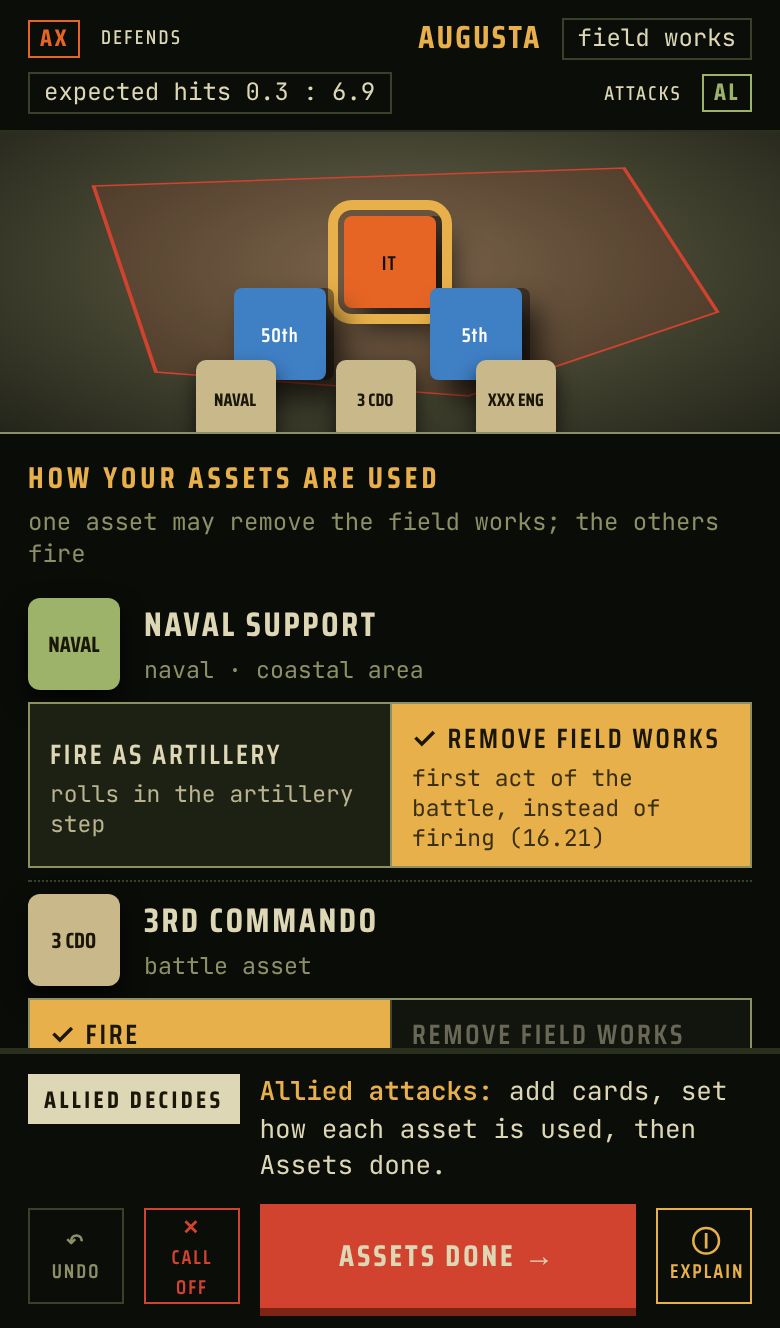 AX DEFENDS AUGUSTA field works
expected hits 0.3 : 6.9 ATTACKS AL
IT
50th 5th
NAVAL 3 CDO XXX ENG
HOW YOUR ASSETS ARE USED
one asset may remove the field works; the others
fire
NAVAL NAVAL SUPPORT
naval · coastal area
FIRE AS ARTILLERY
rolls in the artillery
step
✓ REMOVE FIELD WORKS
first act of the
battle, instead of
firing (16.21)
3 CDO 3RD COMMANDO
battle asset
✓ FIRE REMOVE FIELD WORKS
ALLIED DECIDES
Allied attacks: add cards, set
how each asset is used, then
Assets done.
↶ UNDO
× CALL
OFF
ASSETS DONE →
EXPLAIN